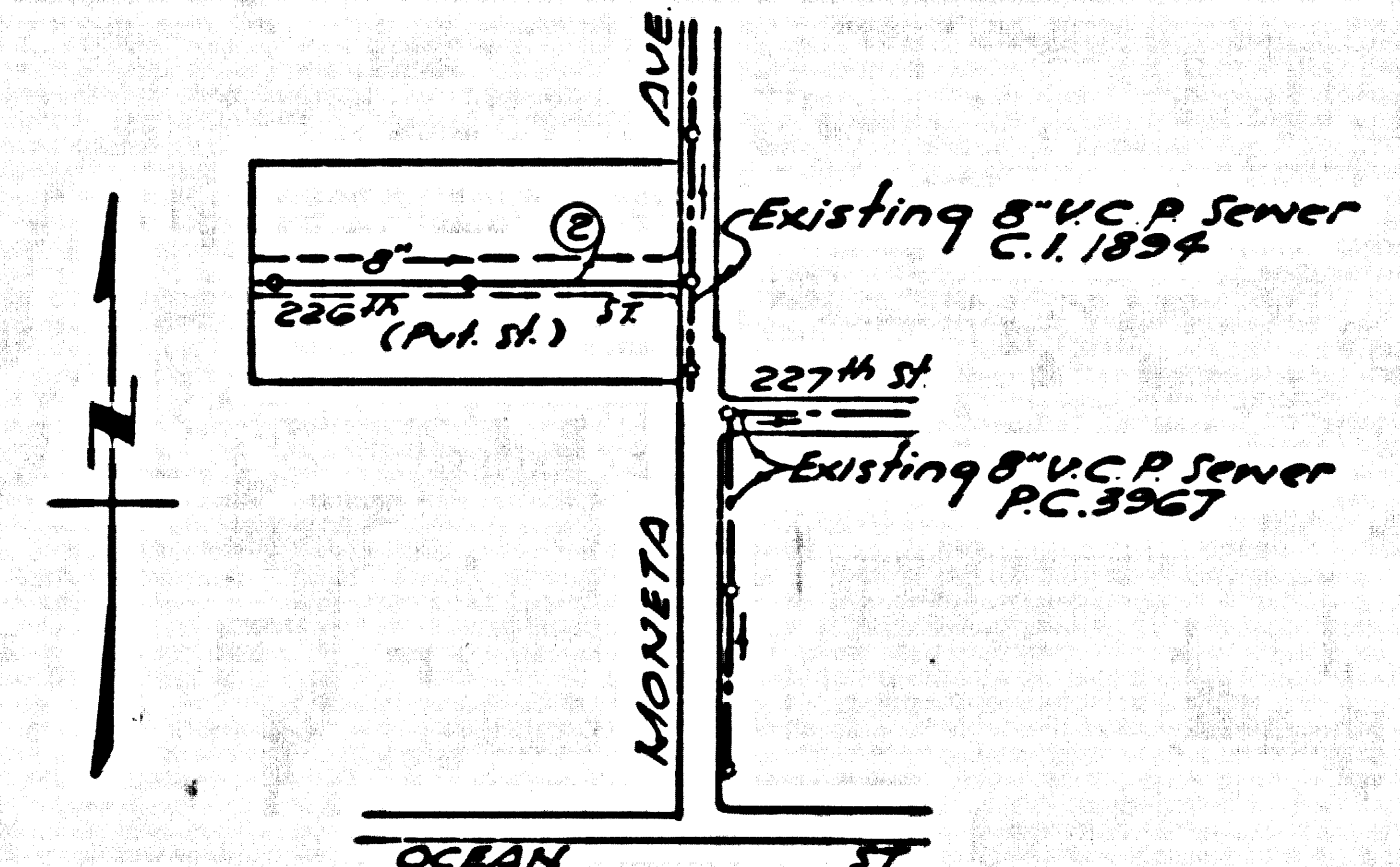 AVE.
Existing 8" V.C.P. Sewer
C.I. 1894
2
8"
226th ST.
(Pvt. St.)
227th St.
N
Existing 8" V.C.P. Sewer
P.C. 3967
MONETA
OCEAN ST